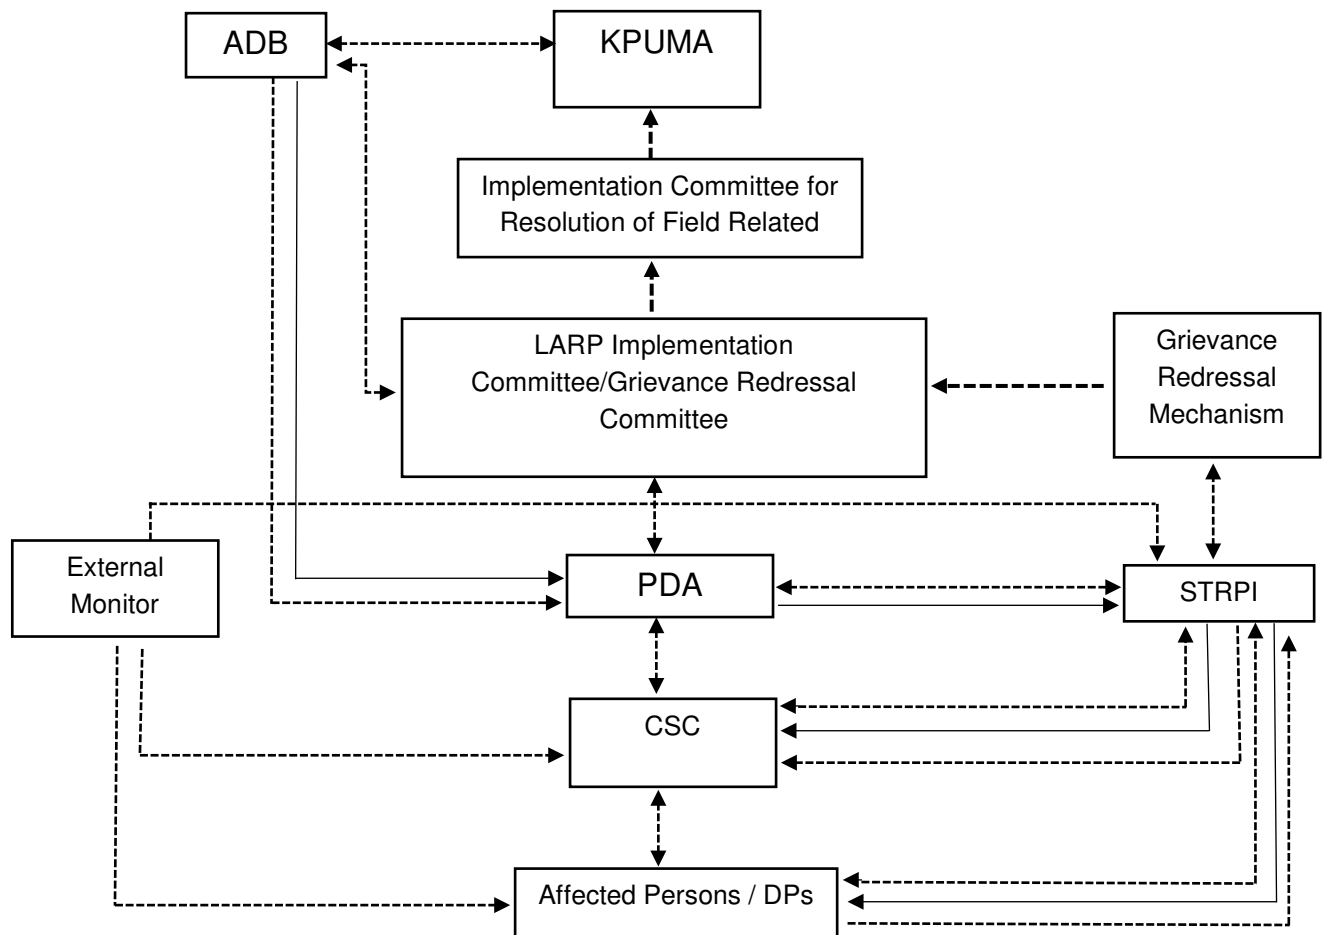 ADB
KPUMA
Implementation Committee for
Resolution of Field Related
LARP Implementation
Committee/Grievance Redressal
Committee
Grievance
Redressal
Mechanism
External
Monitor
PDA
STRPI
CSC
Affected Persons / DPs